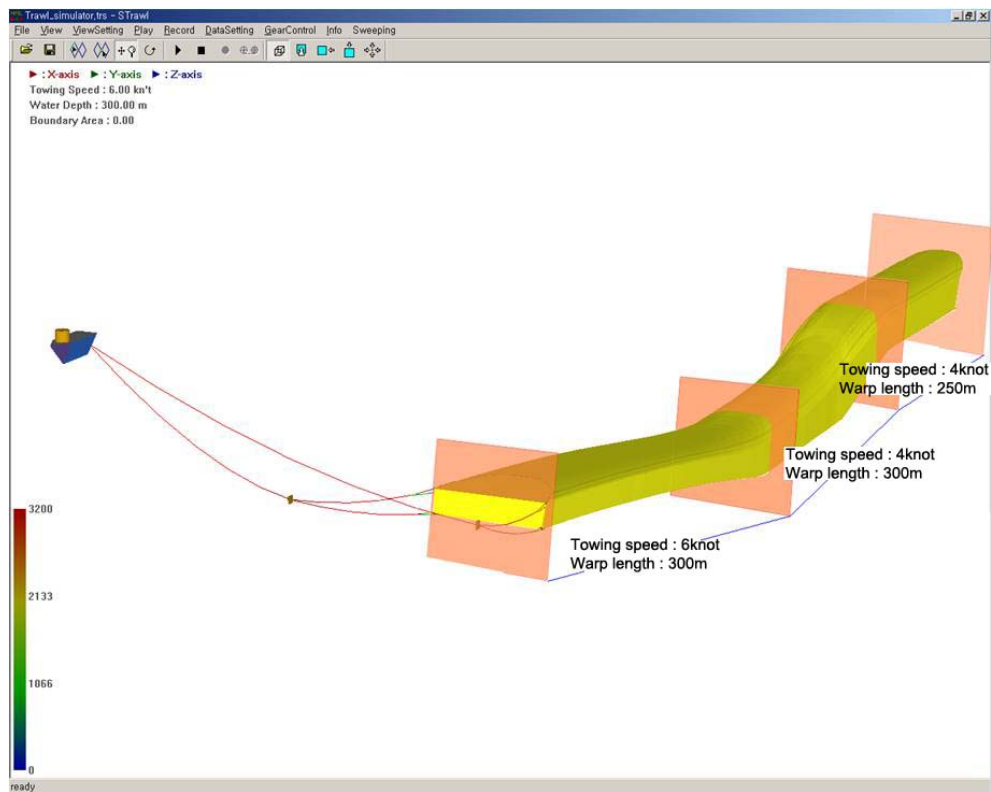 Trawl_simulator,trs - STrawl
File View ViewSetting Play Record DataSetting GearControl Info Sweeping
▶ : X-axis ▶ : Y-axis ▶ : Z-axis
Towing Speed : 6.00 kn't
Water Depth : 300.00 m
Boundary Area : 0.00
Towing speed : 4knot
Warp length : 250m
Towing speed : 4knot
Warp length : 300m
Towing speed : 6knot
Warp length : 300m
3200
2133
1066
0
ready